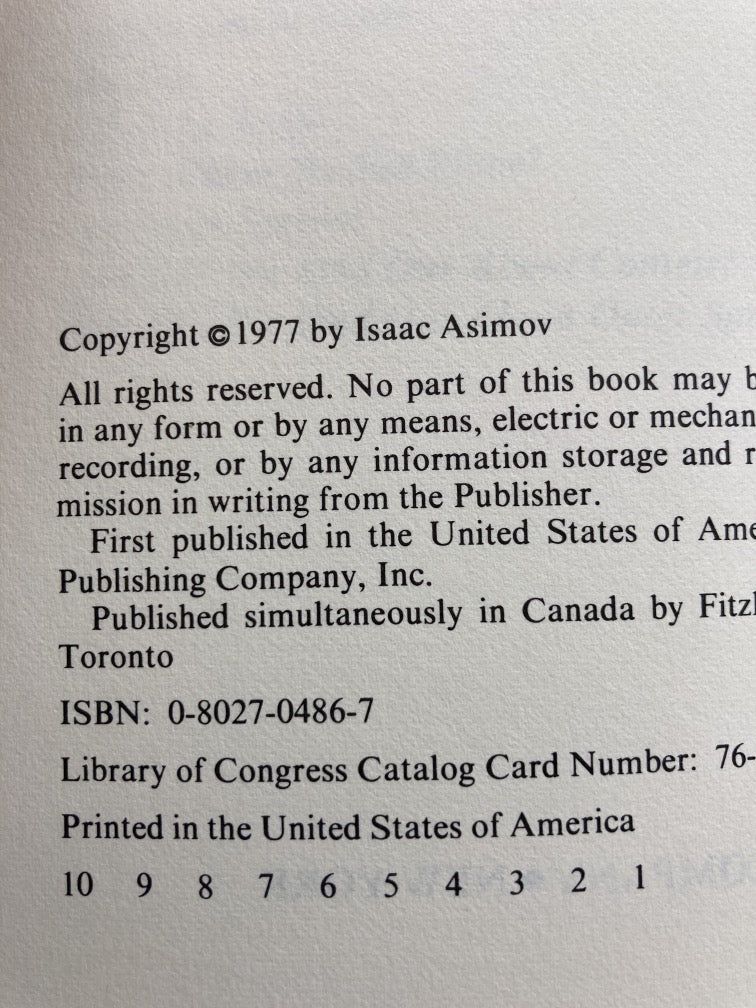 Copyright © 1977 by Isaac Asimov
All rights reserved. No part of this book may b
in any form or by any means, electric or mechan
recording, or by any information storage and r
mission in writing from the Publisher.
First published in the United States of Ame
Publishing Company, Inc.
Published simultaneously in Canada by Fitzh
Toronto
ISBN: 0-8027-0486-7
Library of Congress Catalog Card Number: 76-
Printed in the United States of America
10 9 8 7 6 5 4 3 2 1